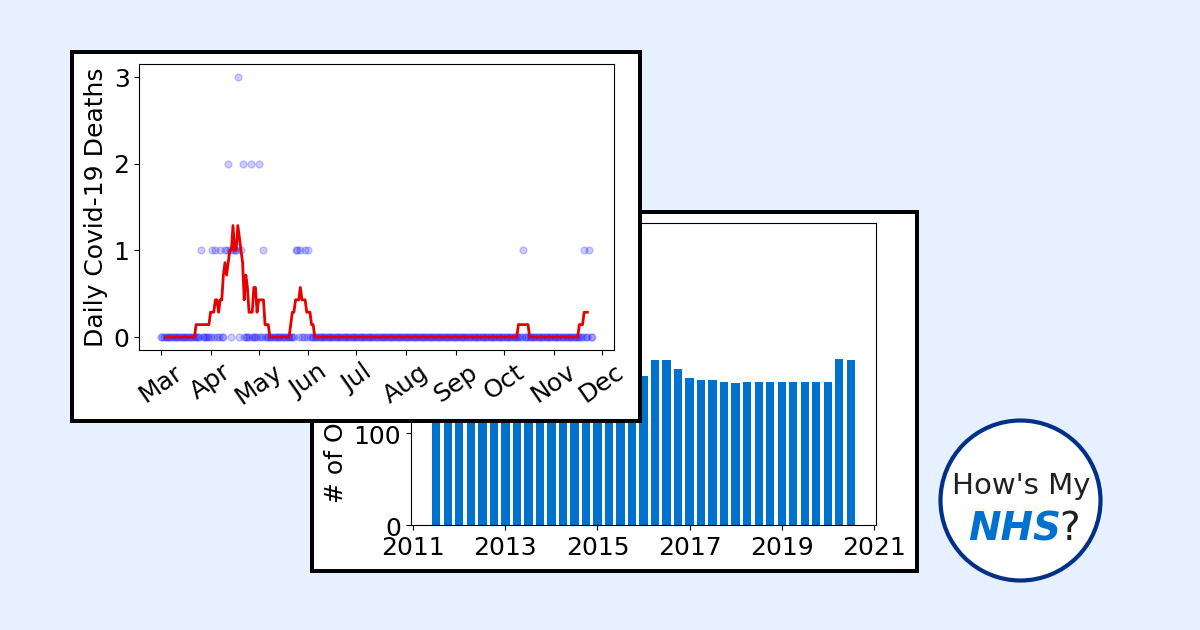 Daily Covid-19 Deaths
3
2
1
0
Mar Apr May Jun Jul Aug Sep Oct Nov Dec
# of O
100
0
2011 2013 2015 2017 2019 2021
How's My
NHS?